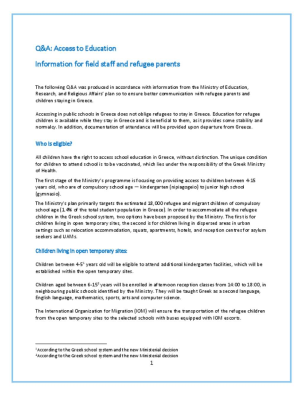 Q&A: Access to Education
Information for field staff and refugee parents
The following Q&A was produced in accordance with information from the Ministry of Education,
Research, and Religious Affairs' plan so to ensure better communication with refugee parents and
children staying in Greece.
Accessing in public schools in Greece does not oblige refugees to stay in Greece. Education for refugee
children is available while they stay in Greece and is beneficial to them, as it provides some stability and
normalcy. In addition, documentation of attendance will be provided upon departure from Greece.
Who is eligible?
All children have the right to access school education in Greece, without distinction. The unique condition
for children to attend school is to be vaccinated, which lies under the responsibility of the Greek Ministry
of Health.
The first stage of the Ministry's programme is focusing on providing access to children between 4-15
years old, who are of compulsory school age — kindergarten (nipiagogeio) to junior high school
(gymnasio).
The Ministry's plan primarily targets the estimated 18,000 refugee and migrant children of compulsory
school age (1.4% of the total student population in Greece). In order to accommodate all the refugee
children in the Greek school system, two options have been proposed by the Ministry. The first is for
children living in open temporary sites, the second is for children living in dispersed areas in urban
settings such as relocation accommodation, squats, apartments, hotels, and reception centres for asylum
seekers and UAMs.
Children living in open temporary sites:
Children between 4-5¹ years old will be eligible to attend additional kindergarten facilities, which will be
established within the open temporary sites.
Children aged between 6-15² years will be enrolled in afternoon reception classes from 14:00 to 18:00, in
neighbouring public schools identified by the Ministry. They will be taught Greek as a second language,
English language, mathematics, sports, arts and computer science.
The International Organization for Migration (IOM) will ensure the transportation of the refugee children
from the open temporary sites to the selected schools with buses equipped with IOM escorts.
¹According to the Greek school system and the new Ministerial decision
²According to the Greek school system and the new Ministerial decision
1